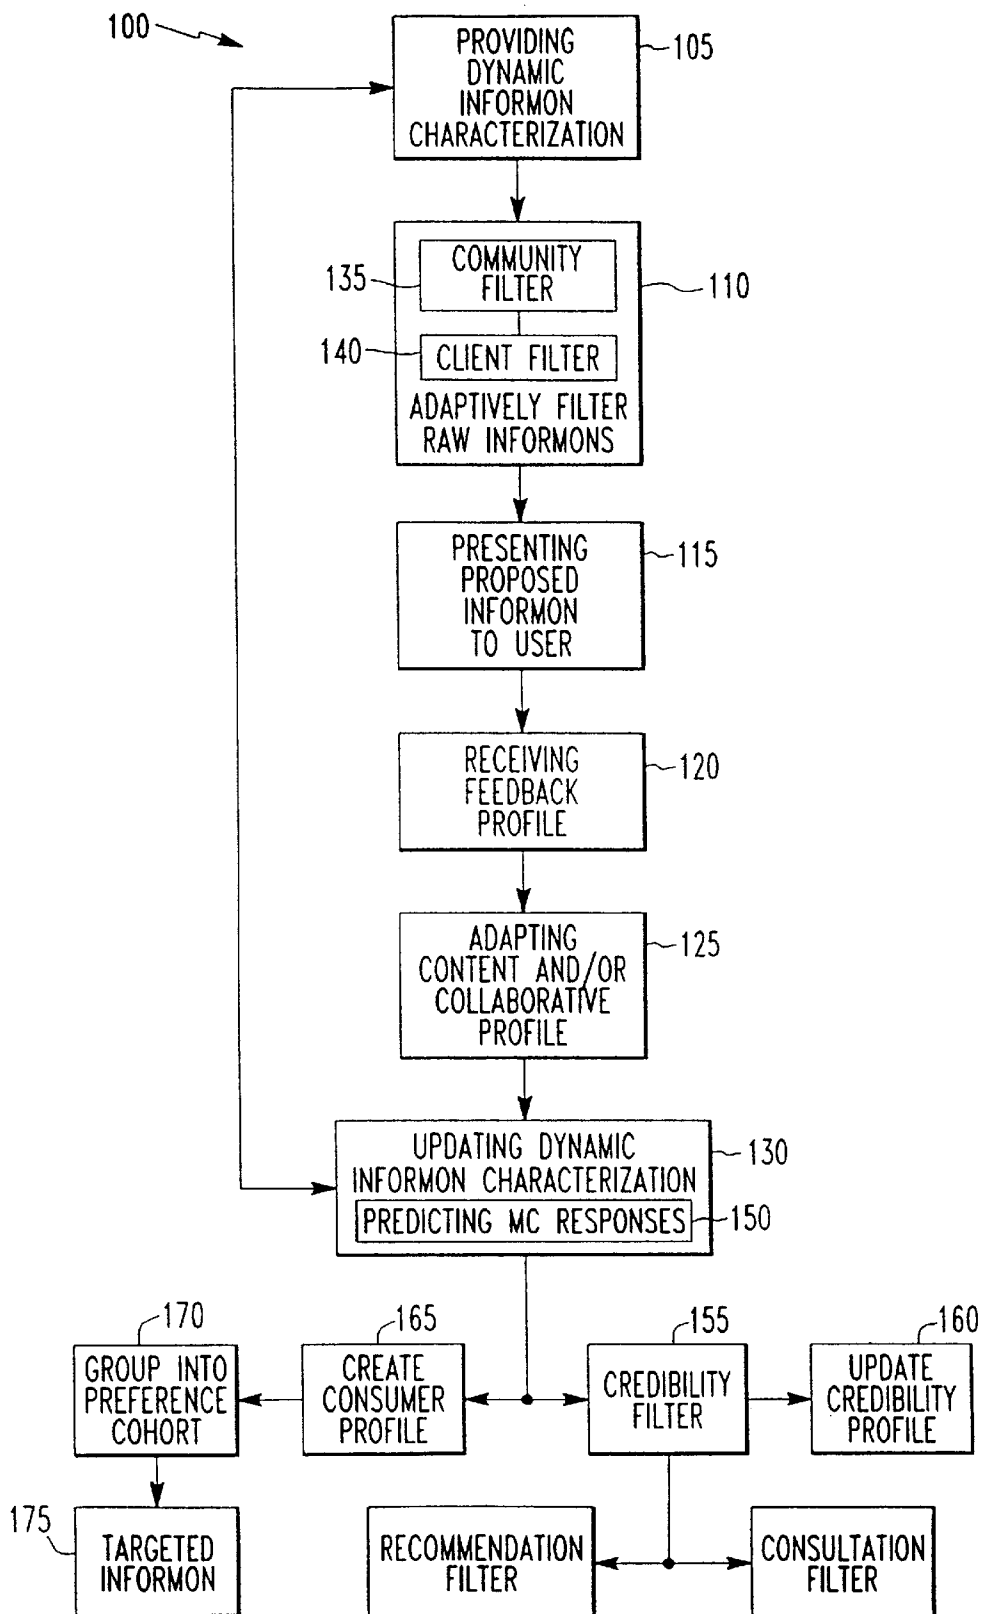 100
PROVIDING
DYNAMIC
INFORMON
CHARACTERIZATION
105
COMMUNITY
FILTER
135
110
140
CLIENT FILTER
ADAPTIVELY FILTER
RAW INFORMONS
PRESENTING
PROPOSED
INFORMON
TO USER
115
RECEIVING
FEEDBACK
PROFILE
120
ADAPTING
CONTENT AND/OR
COLLABORATIVE
PROFILE
125
UPDATING DYNAMIC
INFORMON CHARACTERIZATION
130
PREDICTING MC RESPONSES
150
170
GROUP INTO
PREFERENCE
COHORT
165
CREATE
CONSUMER
PROFILE
155
CREDIBILITY
FILTER
160
UPDATE
CREDIBILITY
PROFILE
175
TARGETED
INFORMON
RECOMMENDATION
FILTER
CONSULTATION
FILTER